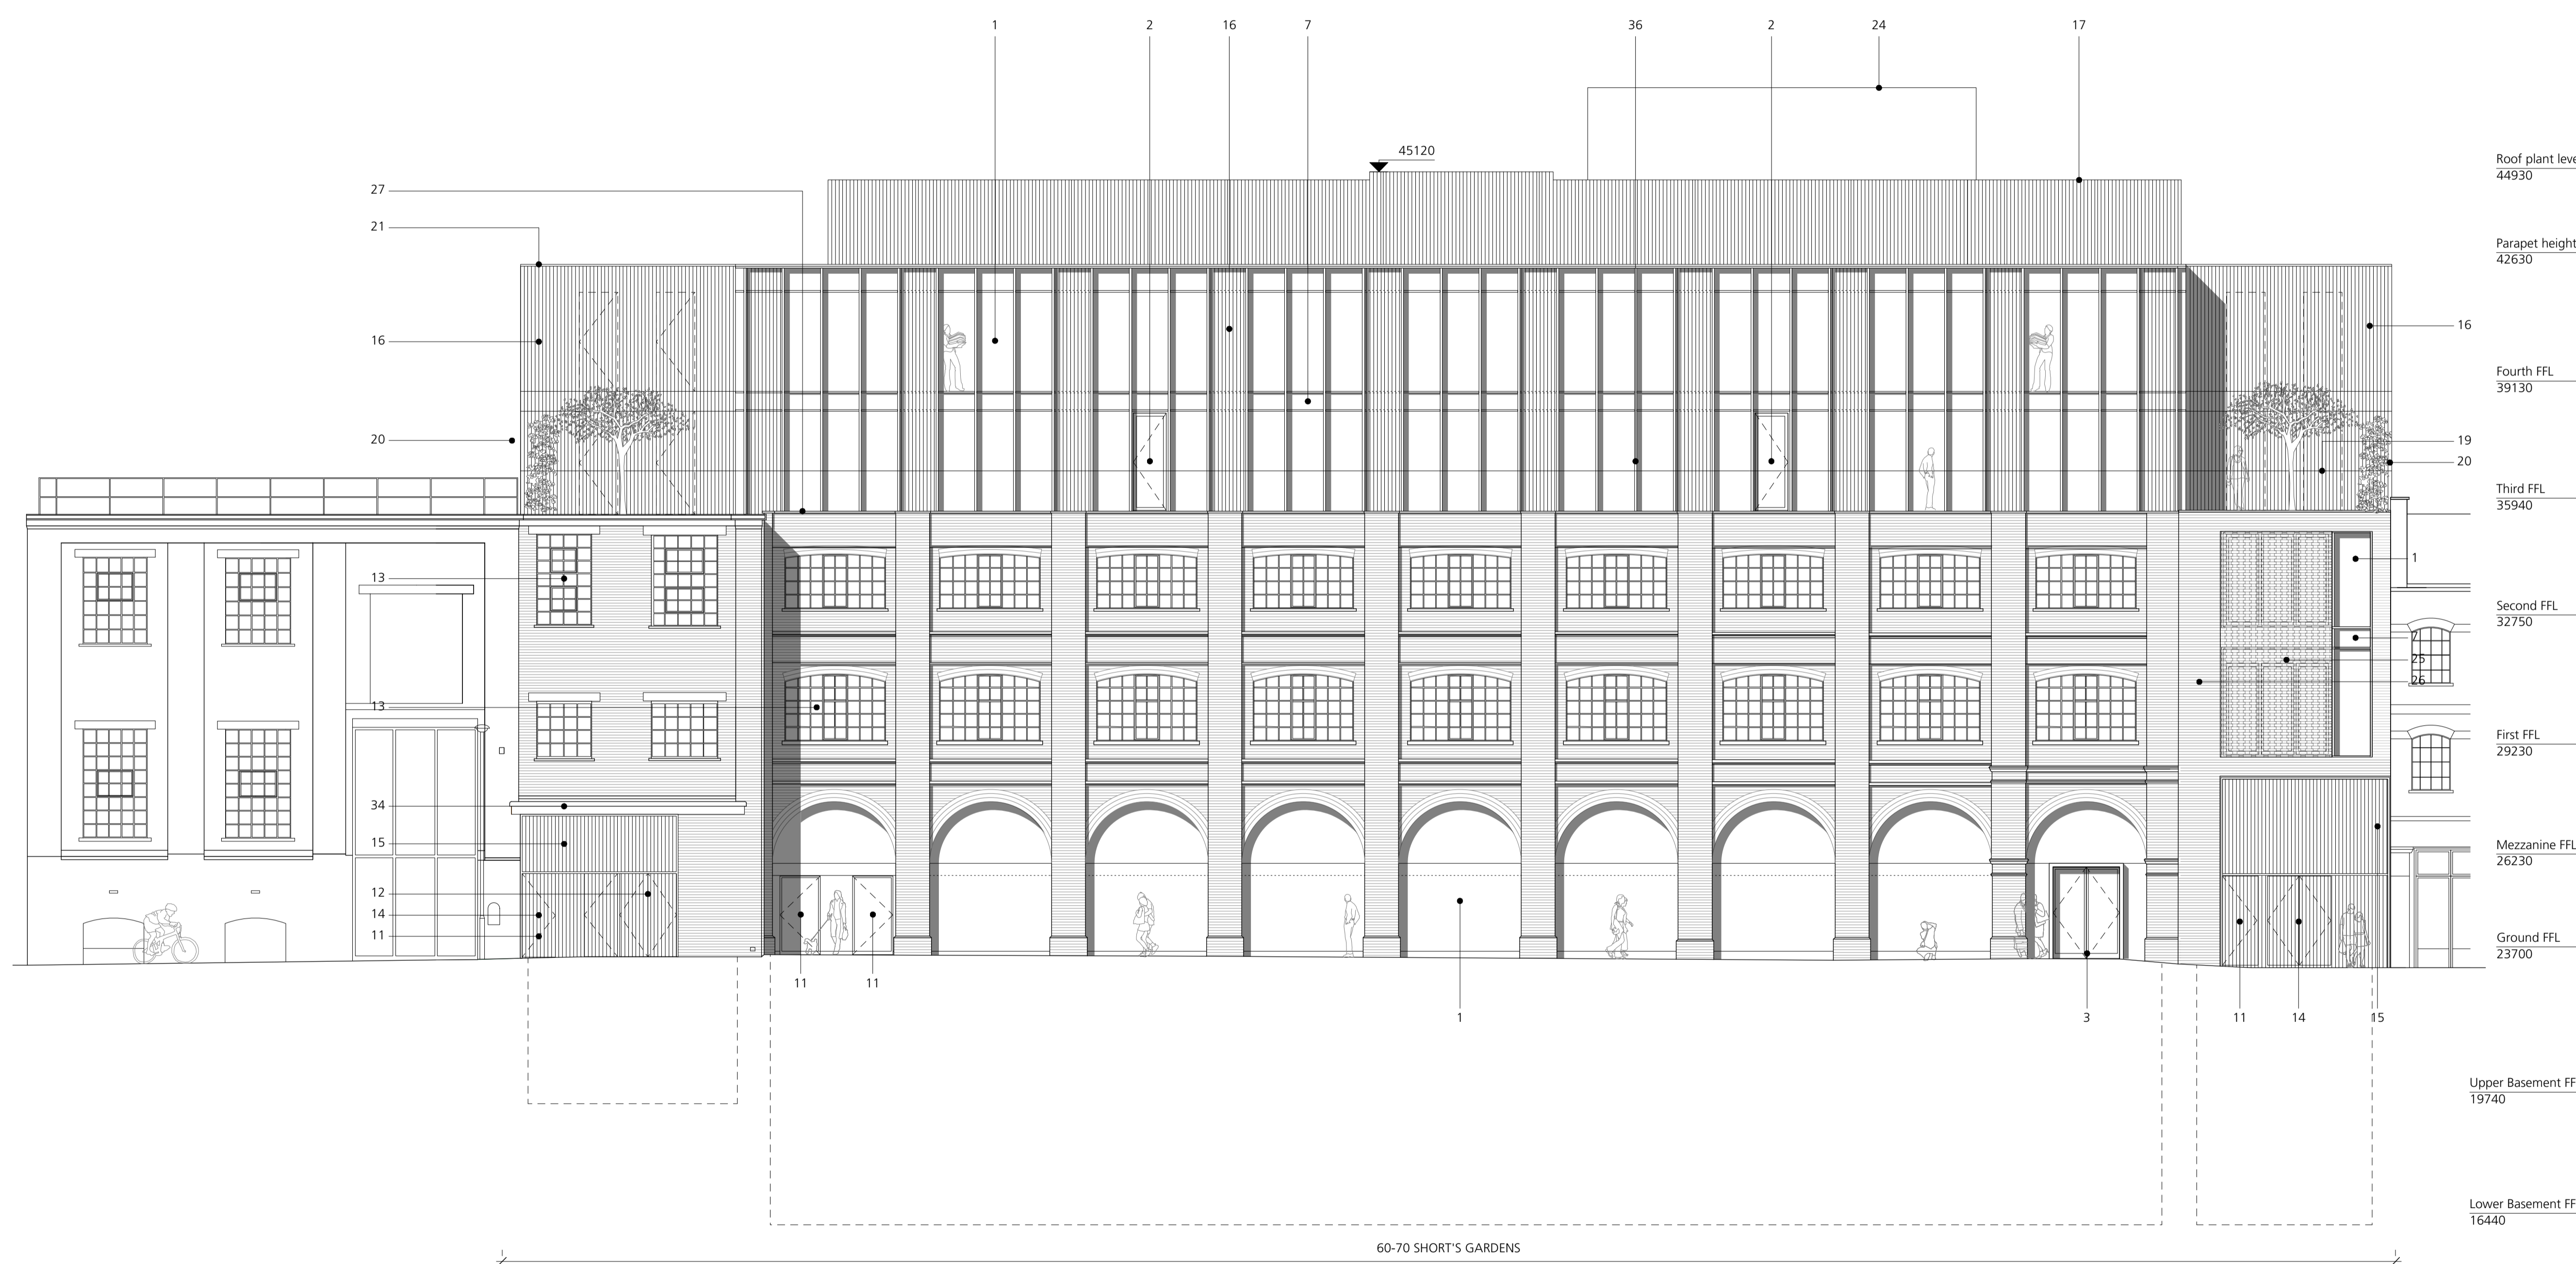 1 2 16 7 36 2 24 17
45120
Roof plant leve
44930
27
21
Parapet height
42630
16 16
Fourth FFL
39130
20 19
20
Third FFL
35940
13 1
Second FFL
32750
7
25
26
13
First FFL
29230
34
15
Mezzanine FFL
26230
12
14
11
Ground FFL
23700
11 11
1 3 11 14 15
Upper Basement FF
19740
Lower Basement FF
16440
60-70 SHORT'S GARDENS